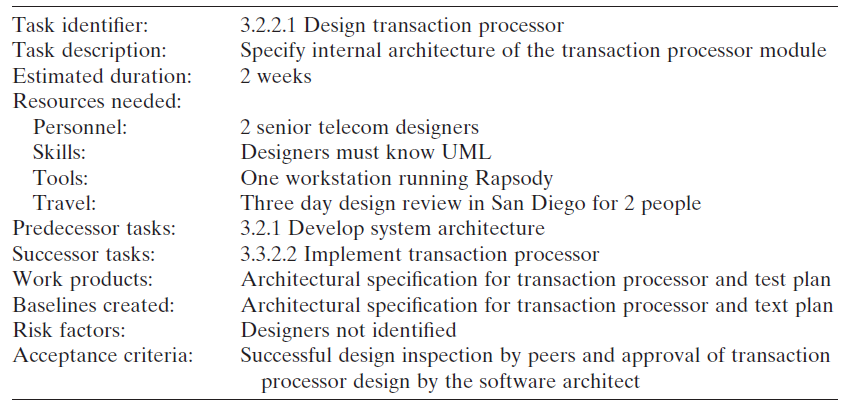 Task identifier: 3.2.2.1 Design transaction processor
Task description: Specify internal architecture of the transaction processor module
Estimated duration: 2 weeks
Resources needed:
Personnel: 2 senior telecom designers
Skills: Designers must know UML
Tools: One workstation running Rapsody
Travel: Three day design review in San Diego for 2 people
Predecessor tasks: 3.2.1 Develop system architecture
Successor tasks: 3.3.2.2 Implement transaction processor
Work products: Architectural specification for transaction processor and test plan
Baselines created: Architectural specification for transaction processor and text plan
Risk factors: Designers not identified
Acceptance criteria: Successful design inspection by peers and approval of transaction
processor design by the software architect